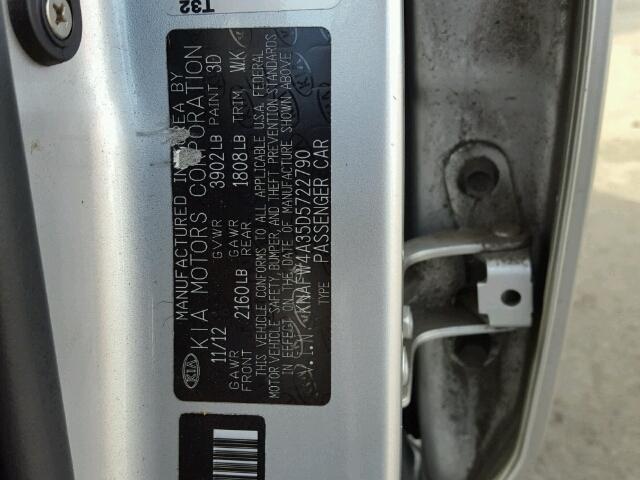 T32
MANUFACTURED IN KOREA BY
KIA MOTORS CORPORATION
11/12 GVWR 3902LB PAINT 3D
GAWR FRONT 2160LB GAWR REAR 1808LB TRIM WK
THIS VEHICLE CONFORMS TO ALL APPLICABLE U.S.A. FEDERAL
MOTOR VEHICLE SAFETY, BUMPER, AND THEFT PREVENTION STANDARDS
IN EFFECT ON THE DATE OF MANUFACTURE SHOWN ABOVE.
V.I.N : KNAFW4A35D5722790
TYPE : PASSENGER CAR
KIA